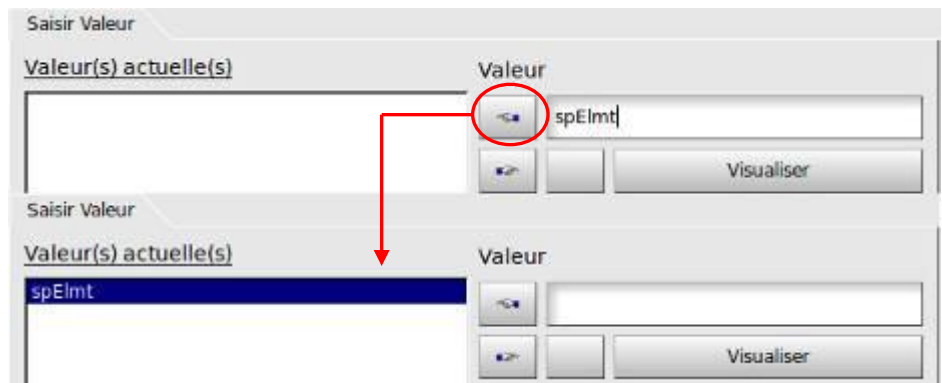 Saisir Valeur
Valeur(s) actuelle(s) Valeur
spElmt
Visualiser
Saisir Valeur
Valeur(s) actuelle(s) Valeur
spElmt
Visualiser